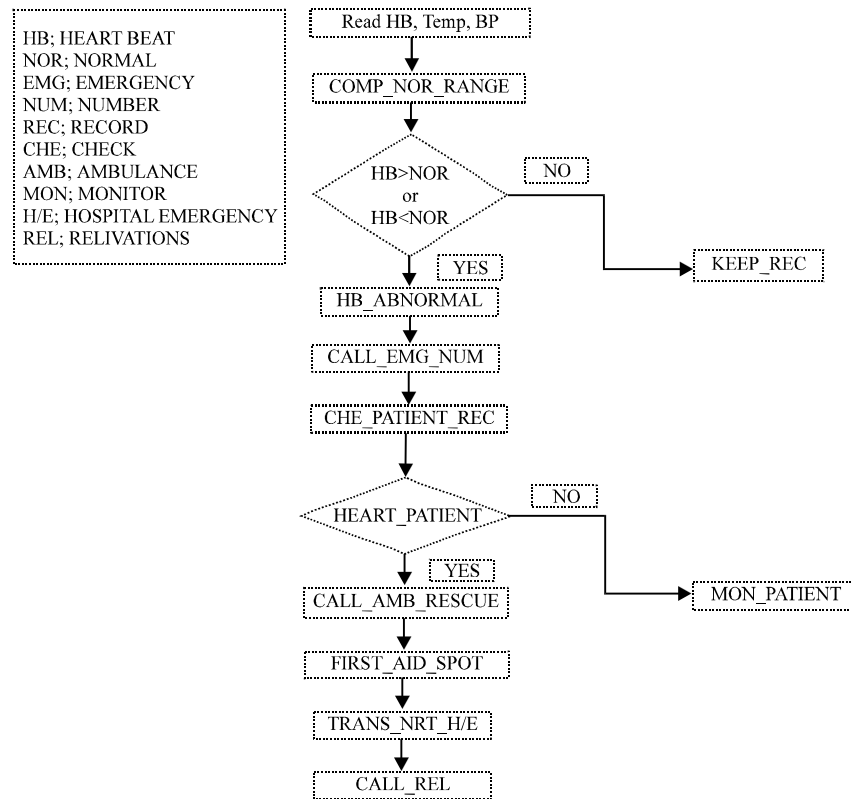 HB; HEART BEAT
NOR; NORMAL
EMG; EMERGENCY
NUM; NUMBER
REC; RECORD
CHE; CHECK
AMB; AMBULANCE
MON; MONITOR
H/E; HOSPITAL EMERGENCY
REL; RELIVATIONS
Read HB, Temp, BP
COMP_NOR_RANGE
HB>NOR
or
HB<NOR
NO
KEEP_REC
YES
HB_ABNORMAL
CALL_EMG_NUM
CHE_PATIENT_REC
HEART_PATIENT
NO
MON_PATIENT
YES
CALL_AMB_RESCUE
FIRST_AID_SPOT
TRANS_NRT_H/E
CALL_REL